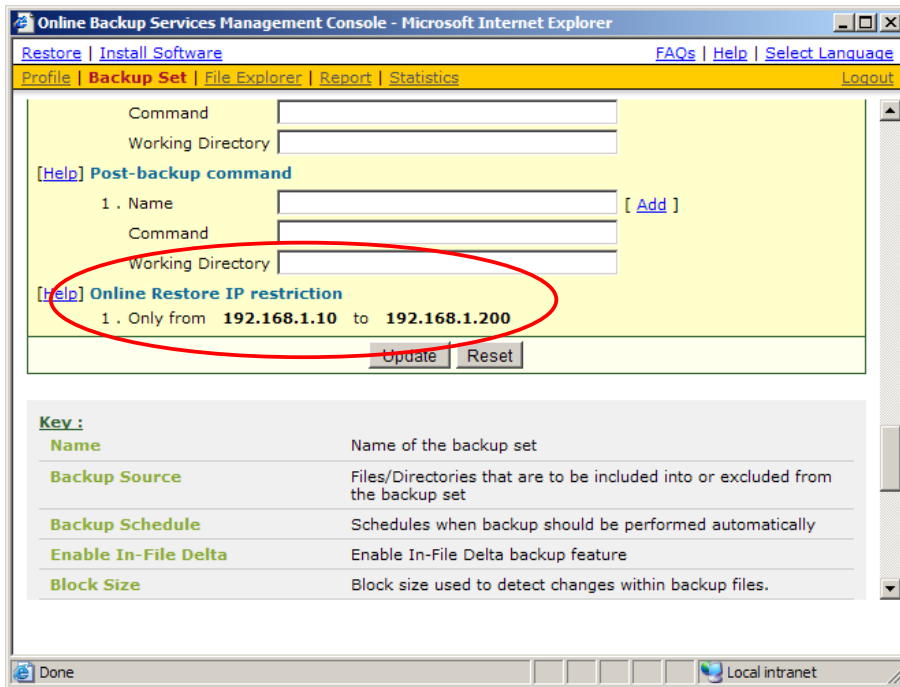 Online Backup Services Management Console - Microsoft Internet Explorer
Restore | Install Software FAQs | Help | Select Language
Profile | Backup Set | File Explorer | Report | Statistics Logout
Command
Working Directory
[Help] Post-backup command
1 . Name [ Add ]
Command
Working Directory
[Help] Online Restore IP restriction
1 . Only from 192.168.1.10 to 192.168.1.200
Update Reset
Key :
Name Name of the backup set
Backup Source Files/Directories that are to be included into or excluded from
the backup set
Backup Schedule Schedules when backup should be performed automatically
Enable In-File Delta Enable In-File Delta backup feature
Block Size Block size used to detect changes within backup files.
Done Local intranet